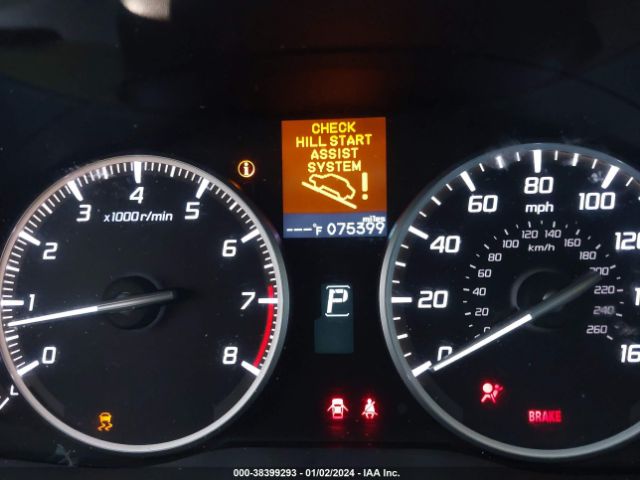 CHECK
HILL START
ASSIST
SYSTEM
!
miles
---°F 075399
i
0 1 2 3 4 5 6 7 8
x1000 r/min
P
0 20 40 60 80 100 120
mph
0 20 40 60 80 100 120 140 160 180 200 220 240 260
km/h
BRAKE
000-38399293 - 01/02/2024 - IAA Inc.